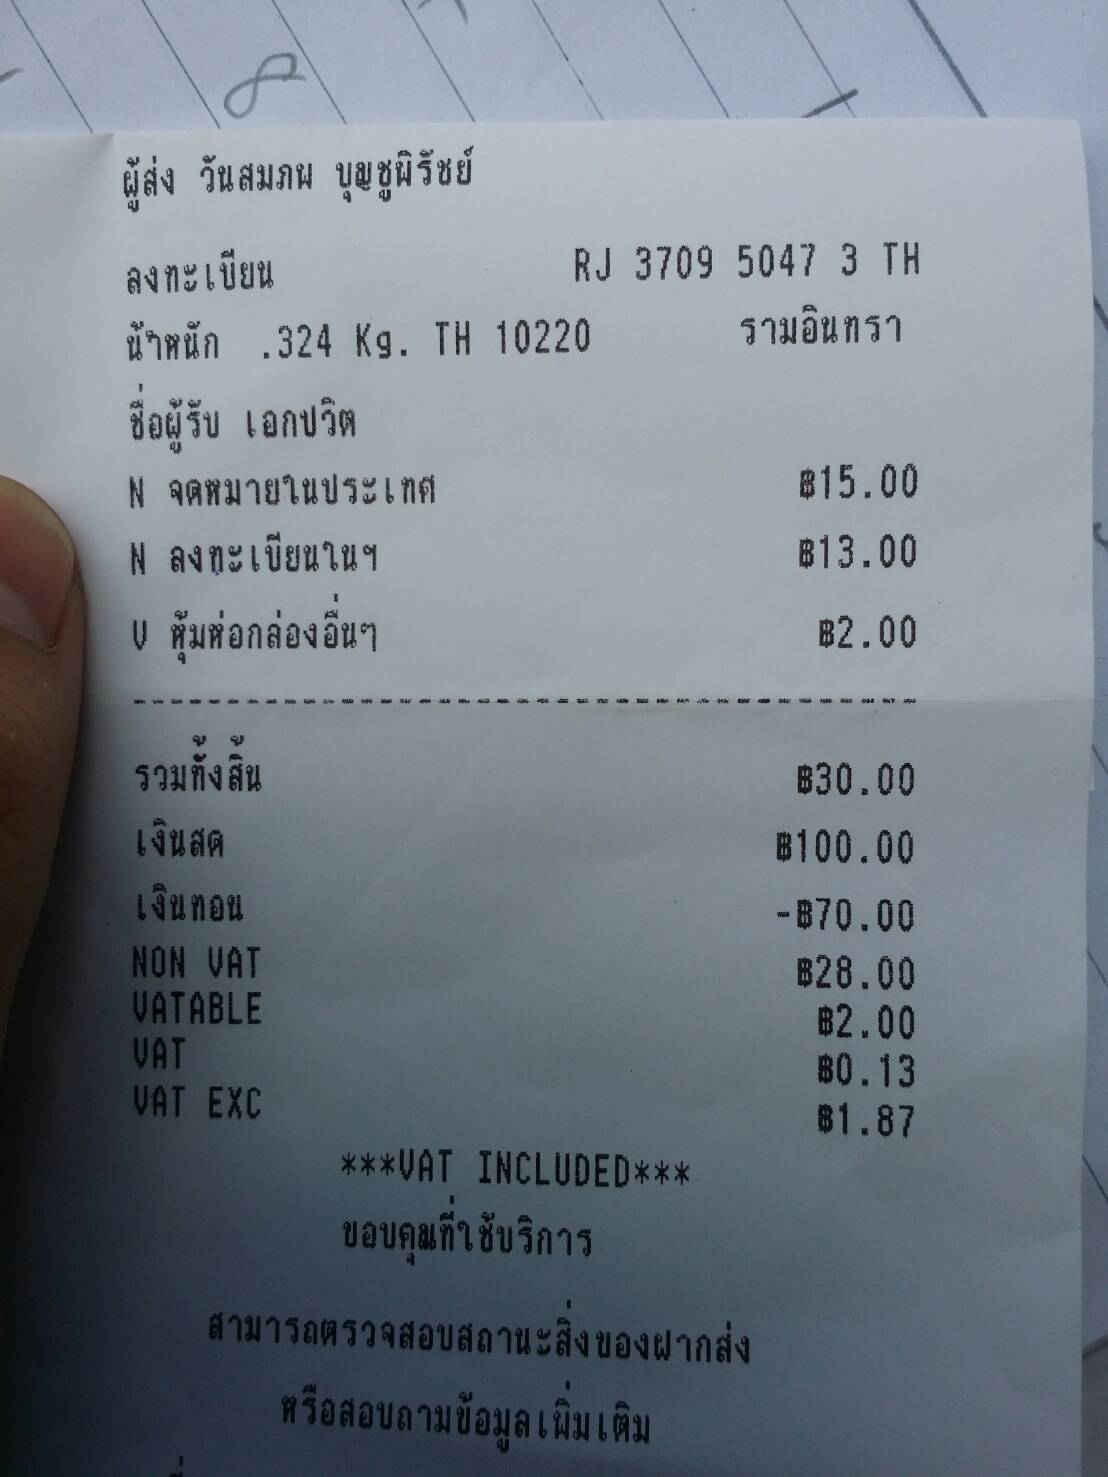 8
ผู้ส่ง วันสมภพ บุญชูพิรัชย์
ลงทะเบียน RJ 3709 5047 3 TH
น้ำหนัก .324 Kg. TH 10220 รามอินทรา
ชื่อผู้รับ เอกปวิต
N จดหมายในประเทศ ฿15.00
N ลงทะเบียนในฯ ฿13.00
V หุ้มห่อกล่องอื่นๆ ฿2.00
รวมทั้งสิ้น ฿30.00
เงินสด ฿100.00
เงินทอน -฿70.00
NON VAT ฿28.00
VATABLE ฿2.00
VAT ฿0.13
VAT EXC ฿1.87
***VAT INCLUDED***
ขอบคุณที่ใช้บริการ
สามารถตรวจสอบสถานะสิ่งของฝากส่ง
หรือสอบถามข้อมูลเพิ่มเติม